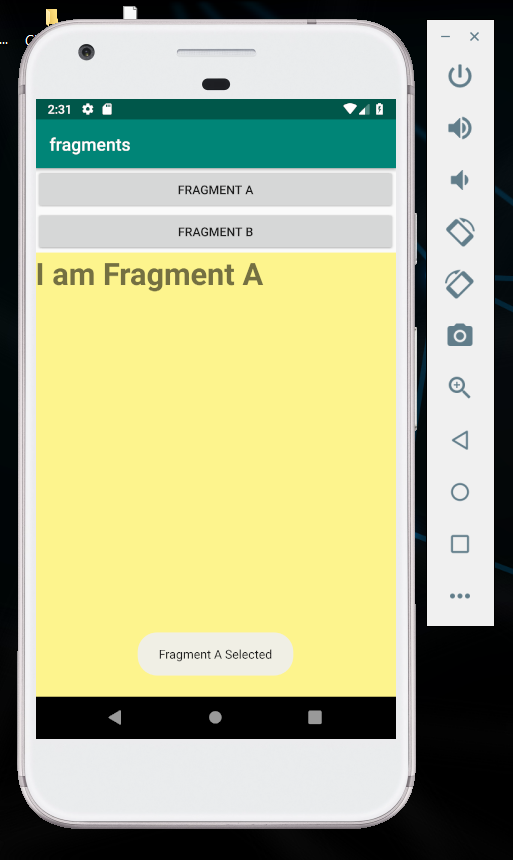 2:31
fragments
FRAGMENT A
FRAGMENT B
I am Fragment A
Fragment A Selected